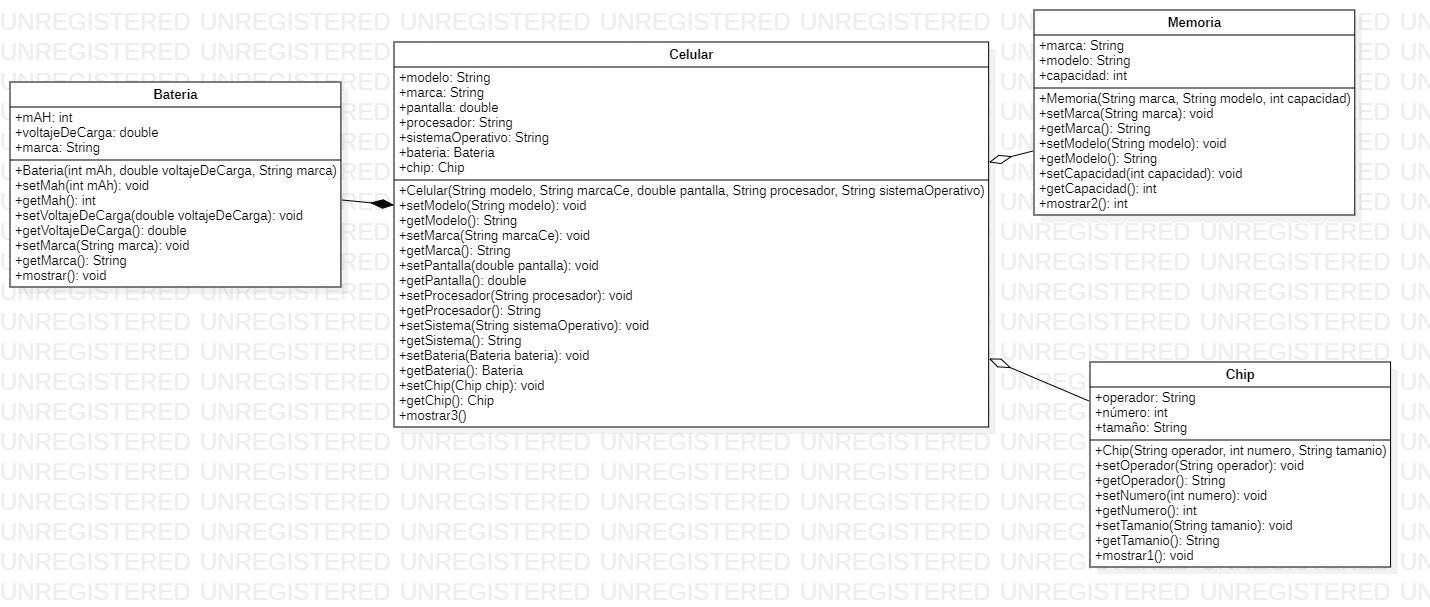 Bateria
+mAH: int
+voltajeDeCarga: double
+marca: String
+Bateria(int mAh, double voltajeDeCarga, String marca)
+setMah(int mAh): void
+getMah(): int
+setVoltajeDeCarga(double voltajeDeCarga): void
+getVoltajeDeCarga(): double
+setMarca(String marca): void
+getMarca(): String
+mostrar(): void
Celular
+modelo: String
+marca: String
+pantalla: double
+procesador: String
+sistemaOperativo: String
+bateria: Bateria
+chip: Chip
+Celular(String modelo, String marcaCe, double pantalla, String procesador, String sistemaOperativo)
+setModelo(String modelo): void
+getModelo(): String
+setMarca(String marcaCe): void
+getMarca(): String
+setPantalla(double pantalla): void
+getPantalla(): double
+setProcesador(String procesador): void
+getProcesador(): String
+setSistema(String sistemaOperativo): void
+getSistema(): String
+setBateria(Bateria bateria): void
+getBateria(): Bateria
+setChip(Chip chip): void
+getChip(): Chip
+mostrar3()
Memoria
+marca: String
+modelo: String
+capacidad: int
+Memoria(String marca, String modelo, int capacidad)
+setMarca(String marca): void
+getMarca(): String
+setModelo(String modelo): void
+getModelo(): String
+setCapacidad(int capacidad): void
+getCapacidad(): int
+mostrar2(): int
Chip
+operador: String
+número: int
+tamaño: String
+Chip(String operador, int numero, String tamanio)
+setOperador(String operador): void
+getOperador(): String
+setNumero(int numero): void
+getNumero(): int
+setTamanio(String tamanio): void
+getTamanio(): String
+mostrar1(): void
UNREGISTERED